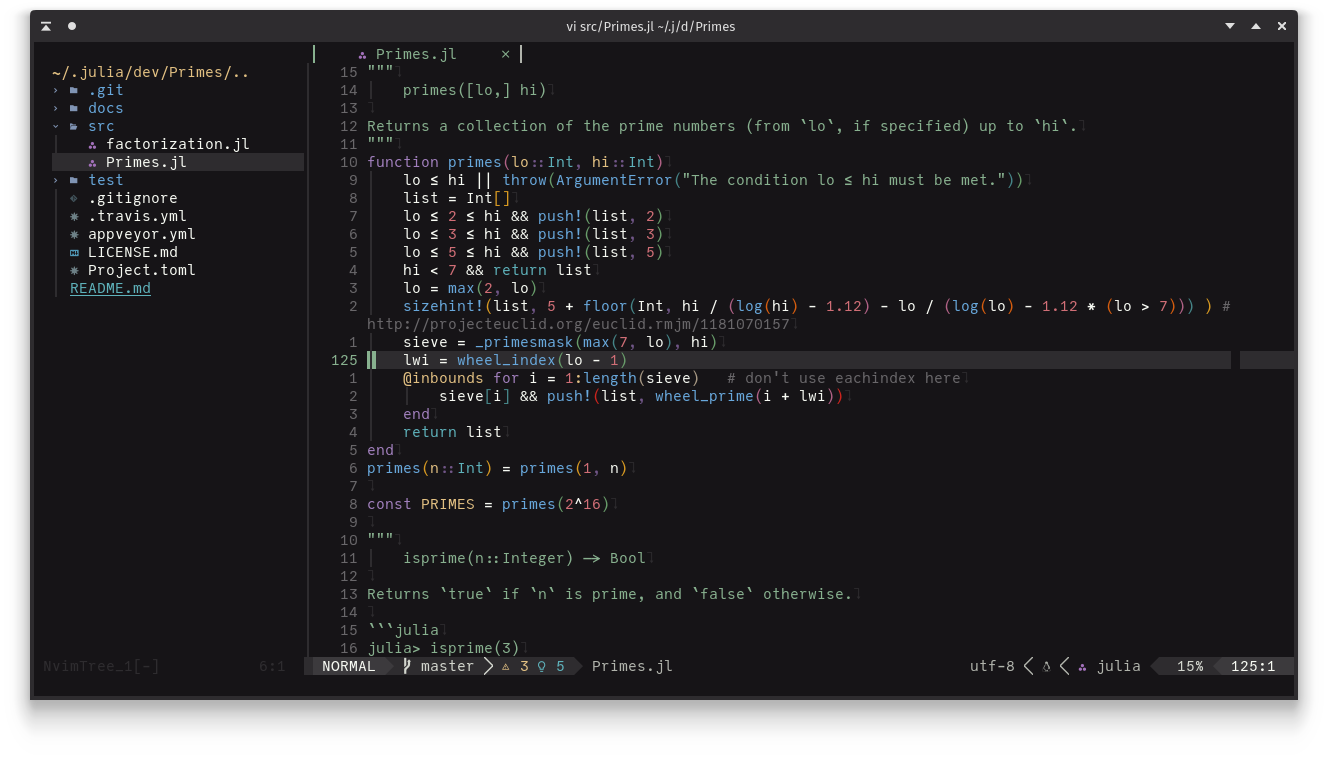 vi src/Primes.jl ~/.j/d/Primes
~/.julia/dev/Primes/..
.git
docs
src
factorization.jl
Primes.jl
test
.gitignore
.travis.yml
appveyor.yml
LICENSE.md
Project.toml
README.md
NvimTree_1[-] 6:1
Primes.jl ×
15 """
14 primes([lo,] hi)
13
12 Returns a collection of the prime numbers (from `lo`, if specified) up to `hi`.
11 """
10 function primes(lo::Int, hi::Int)
9 lo ≤ hi || throw(ArgumentError("The condition lo ≤ hi must be met."))
8 list = Int[]
7 lo ≤ 2 ≤ hi && push!(list, 2)
6 lo ≤ 3 ≤ hi && push!(list, 3)
5 lo ≤ 5 ≤ hi && push!(list, 5)
4 hi < 7 && return list
3 lo = max(2, lo)
2 sizehint!(list, 5 + floor(Int, hi / (log(hi) - 1.12) - lo / (log(lo) - 1.12 * (lo > 7))) ) #
http://projecteuclid.org/euclid.rmjm/1181070157
1 sieve = _primesmask(max(7, lo), hi)
125 lwi = wheel_index(lo - 1)
1 @inbounds for i = 1:length(sieve) # don't use eachindex here
2 sieve[i] && push!(list, wheel_prime(i + lwi))
3 end
4 return list
5 end
6 primes(n::Int) = primes(1, n)
7
8 const PRIMES = primes(2^16)
9
10 """
11 isprime(n::Integer) -> Bool
12
13 Returns `true` if `n` is prime, and `false` otherwise.
14
15 ```julia
16 julia> isprime(3)
NORMAL master 3 5 Primes.jl utf-8 julia 15% 125:1